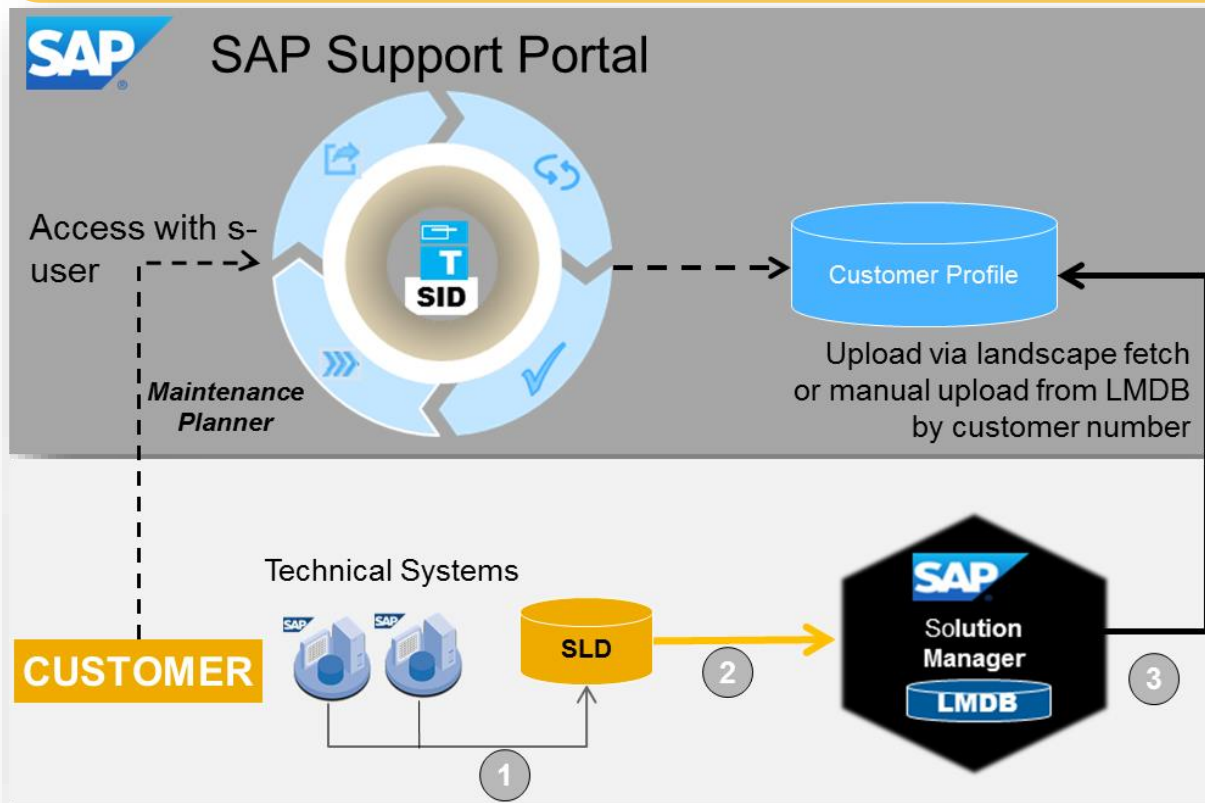 SAP
®
SAP Support Portal
Access with s-
user
T
SID
Customer Profile
Upload via landscape fetch
or manual upload from LMDB
by customer number
Maintenance
Planner
Technical Systems
SAP
SAP
CUSTOMER
SLD
1
2
SAP
Solution
Manager
LMDB
3